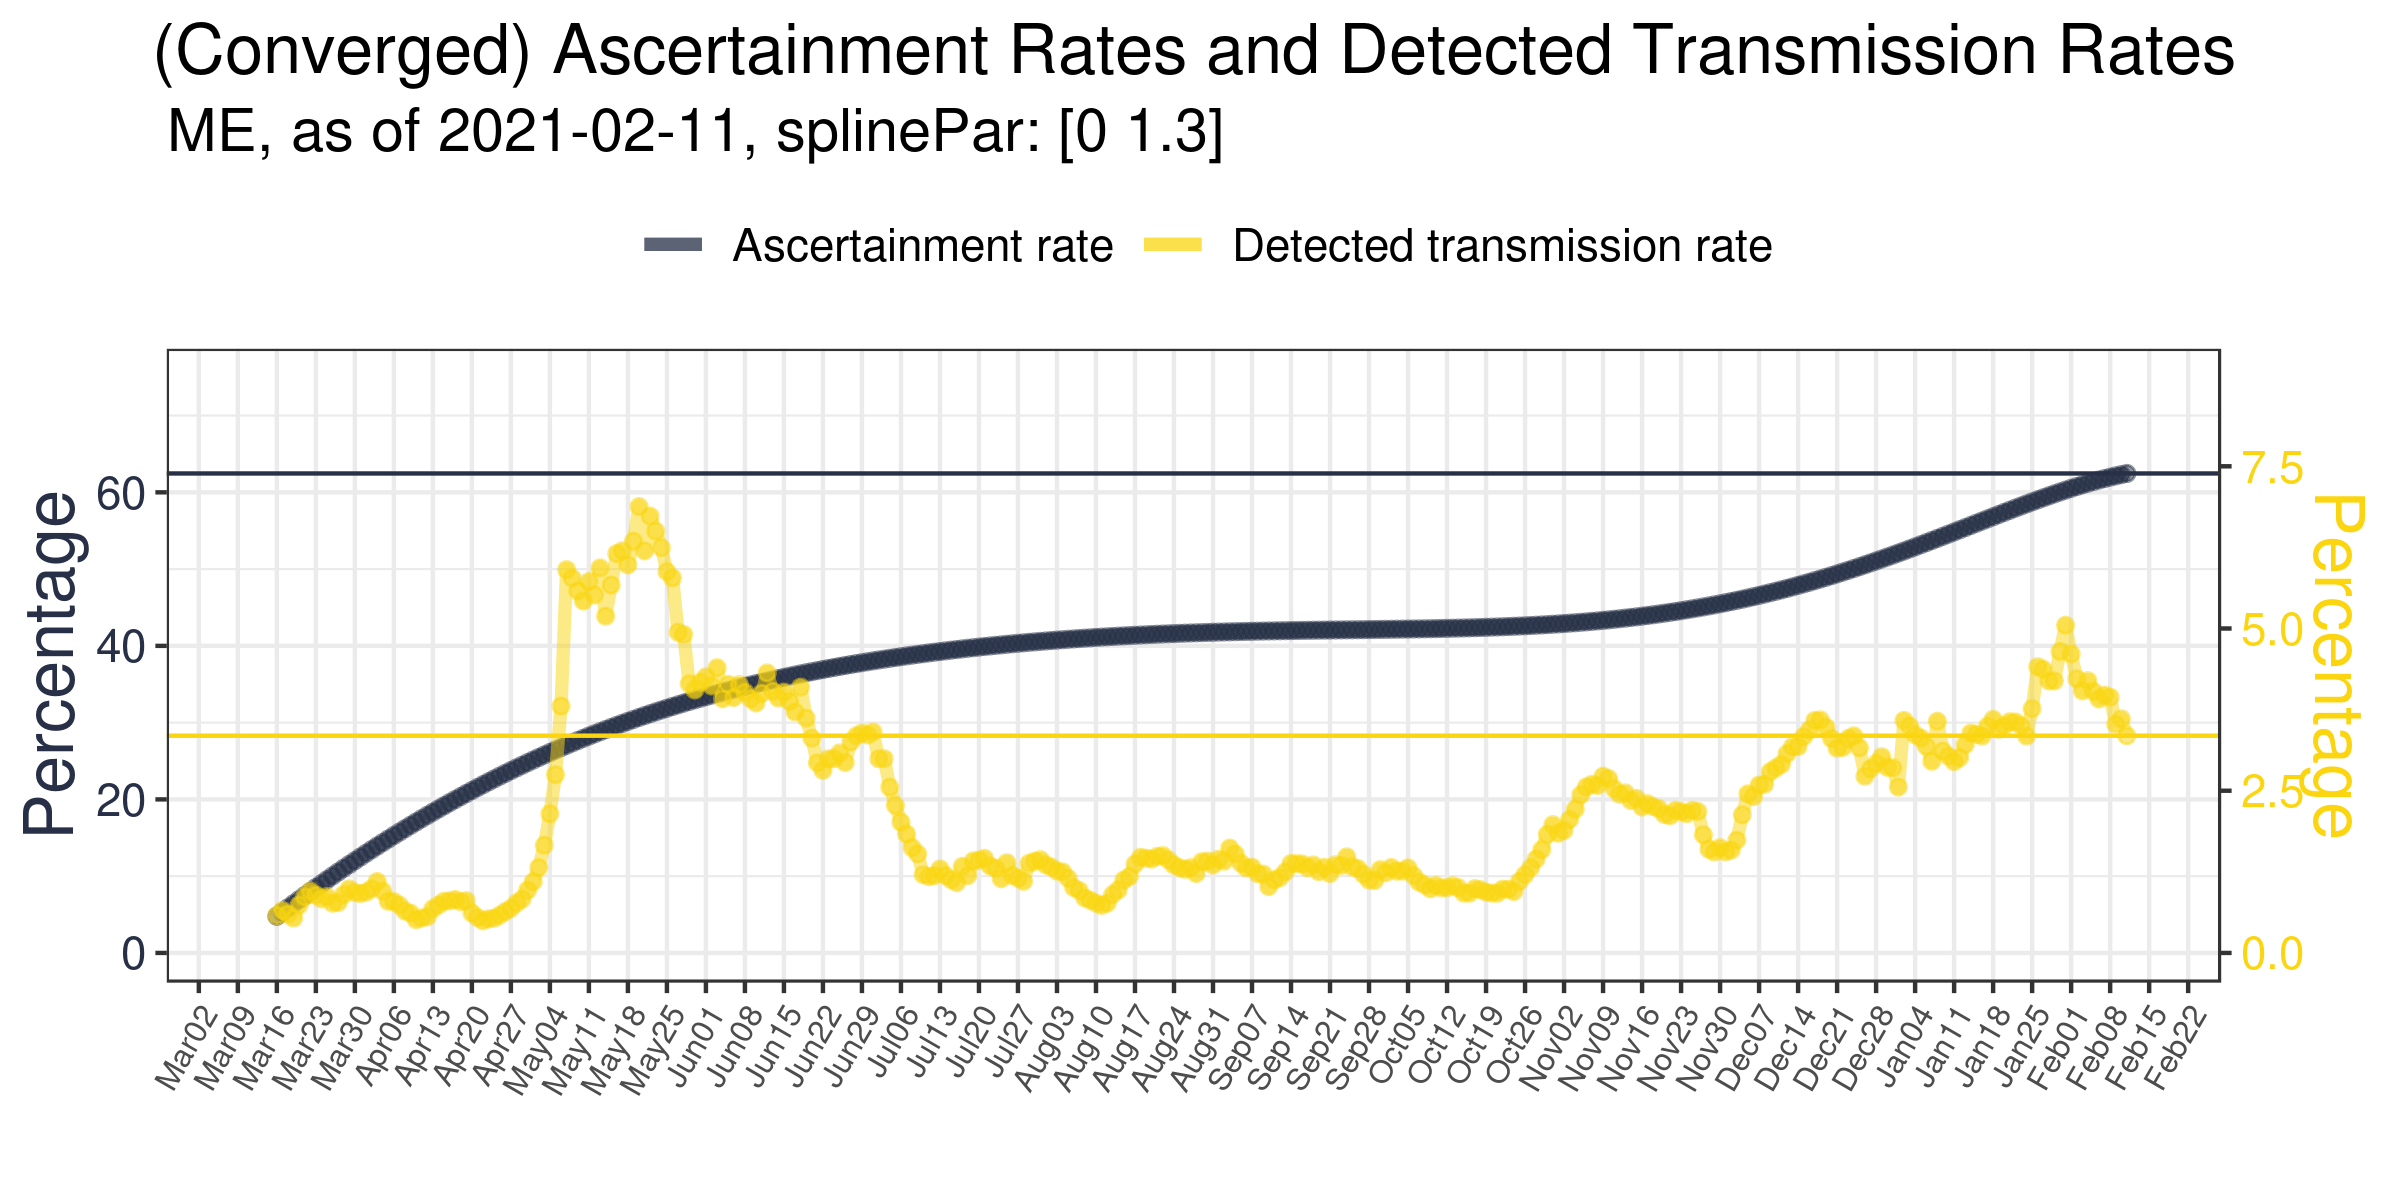 (Converged) Ascertainment Rates and Detected Transmission Rates
ME, as of 2021-02-11, splinePar: [0 1.3]
Ascertainment rate
Detected transmission rate
Percentage
60
40
20
0
7.5
5.0
2.5
0.0
Percentage
Mar02
Mar09
Mar16
Mar23
Mar30
Apr06
Apr13
Apr20
Apr27
May04
May11
May18
May25
Jun01
Jun08
Jun15
Jun22
Jun29
Jul06
Jul13
Jul20
Jul27
Aug03
Aug10
Aug17
Aug24
Aug31
Sep07
Sep14
Sep21
Sep28
Oct05
Oct12
Oct19
Oct26
Nov02
Nov09
Nov16
Nov23
Nov30
Dec07
Dec14
Dec21
Dec28
Jan04
Jan11
Jan18
Jan25
Feb01
Feb08
Feb15
Feb22